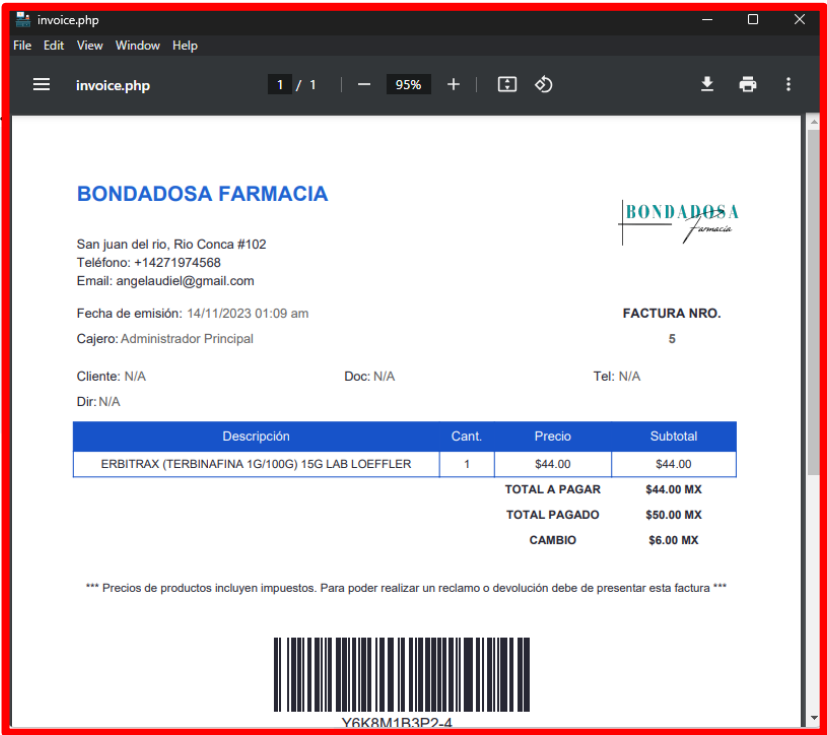 invoice.php
File Edit View Window Help
invoice.php 1 / 1 95%
BONDADOSA FARMACIA
BONDADOSA
Farmacia
San juan del rio, Rio Conca #102
Teléfono: +14271974568
Email: angelaudiel@gmail.com
Fecha de emisión: 14/11/2023 01:09 am FACTURA NRO.
Cajero: Administrador Principal 5
Cliente: N/A Doc: N/A Tel: N/A
Dir: N/A
Descripción Cant. Precio Subtotal
ERBITRAX (TERBINAFINA 1G/100G) 15G LAB LOEFFLER 1 $44.00 $44.00
TOTAL A PAGAR $44.00 MX
TOTAL PAGADO $50.00 MX
CAMBIO $6.00 MX
*** Precios de productos incluyen impuestos. Para poder realizar un reclamo o devolución debe de presentar esta factura ***
Y6K8M1B3P2-4